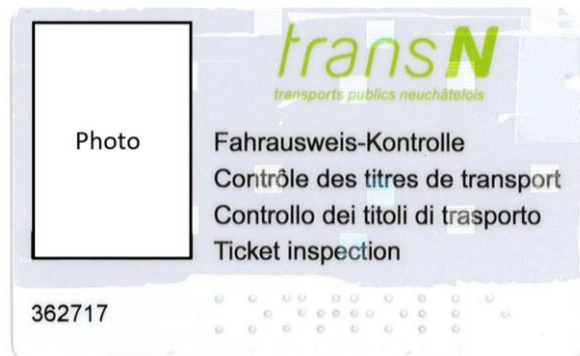 transN
transports publics neuchâtelois
Photo
Fahrausweis-Kontrolle
Contrôle des titres de transport
Controllo dei titoli di trasporto
Ticket inspection
362717